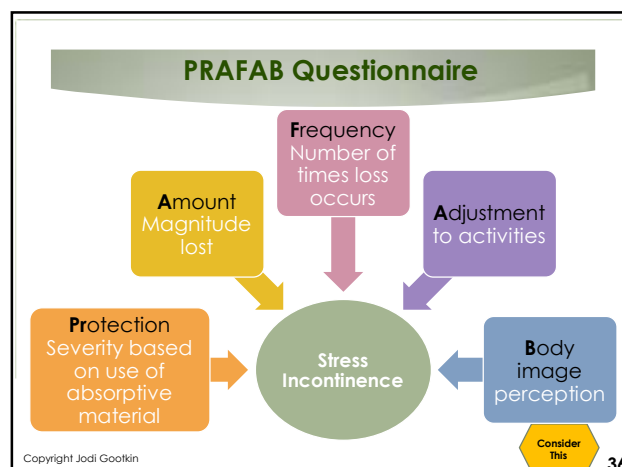 PRAFAB Questionnaire
Frequency
Number of
times loss
occurs
Amount
Magnitude
lost
Adjustment
to activities
Protection
Severity based
on use of
absorptive
material
Stress
Incontinence
Body
image
perception
Consider
This
Copyright Jodi Gootkin